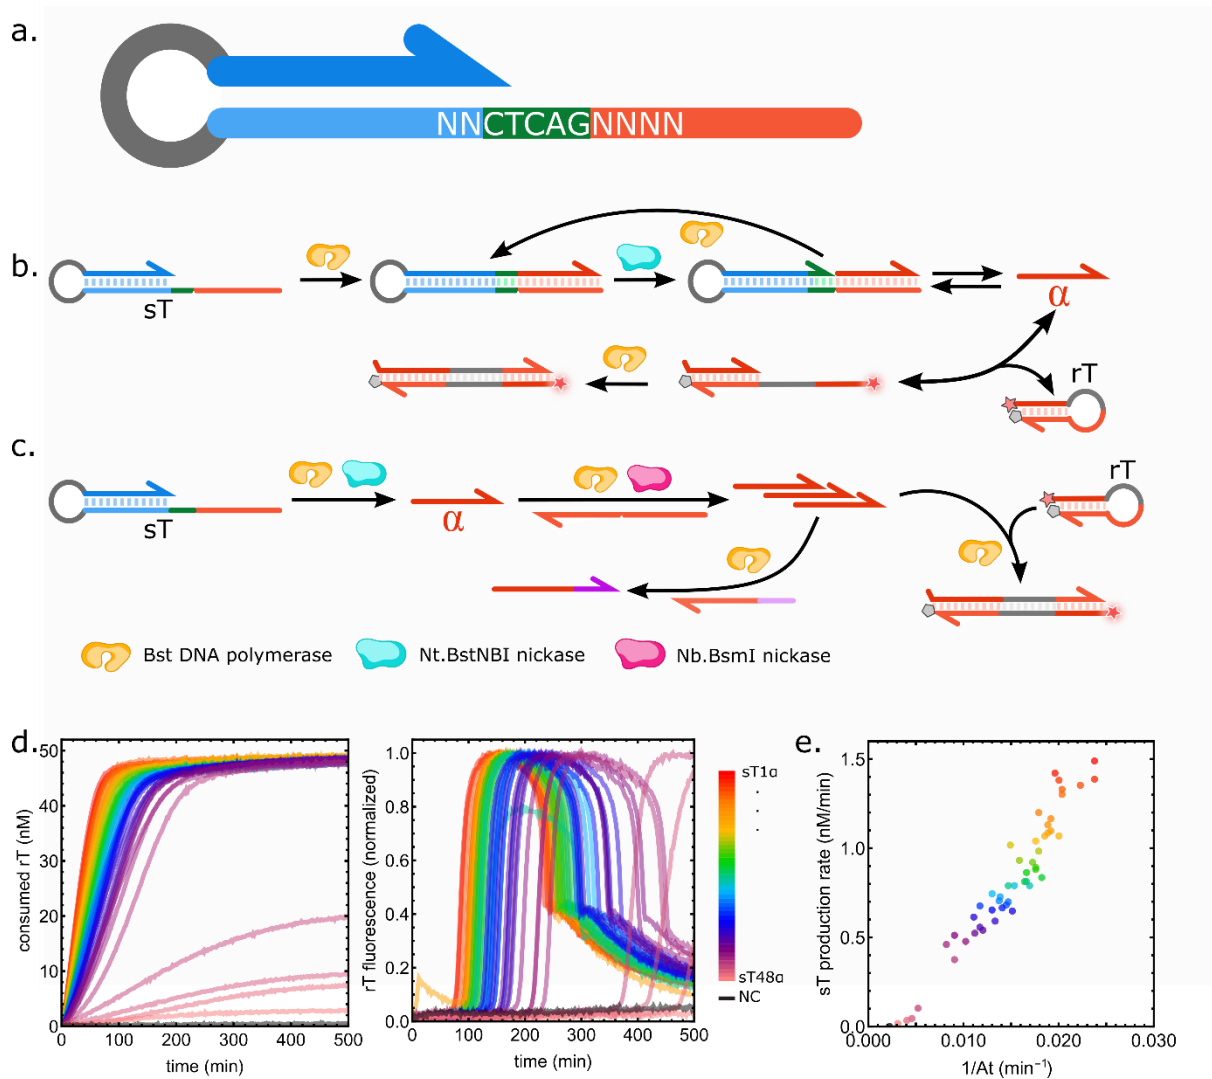 a.
NNCTCAGNNNN
b.
sT
α
rT
c.
sT
α
rT
Bst DNA polymerase
Nt.BstNBI nickase
Nb.BsmI nickase
d.
consumed rT (nM)
50
40
30
20
10
0
0 100 200 300 400 500
time (min)
rT fluorescence (normalized)
1.0
0.8
0.6
0.4
0.2
0.0
0 100 200 300 400 500
time (min)
sT1α
sT48α
NC
e.
sT production rate (nM/min)
1.5
1.0
0.5
0.0
0.000 0.010 0.020 0.030
1/At (min⁻¹)